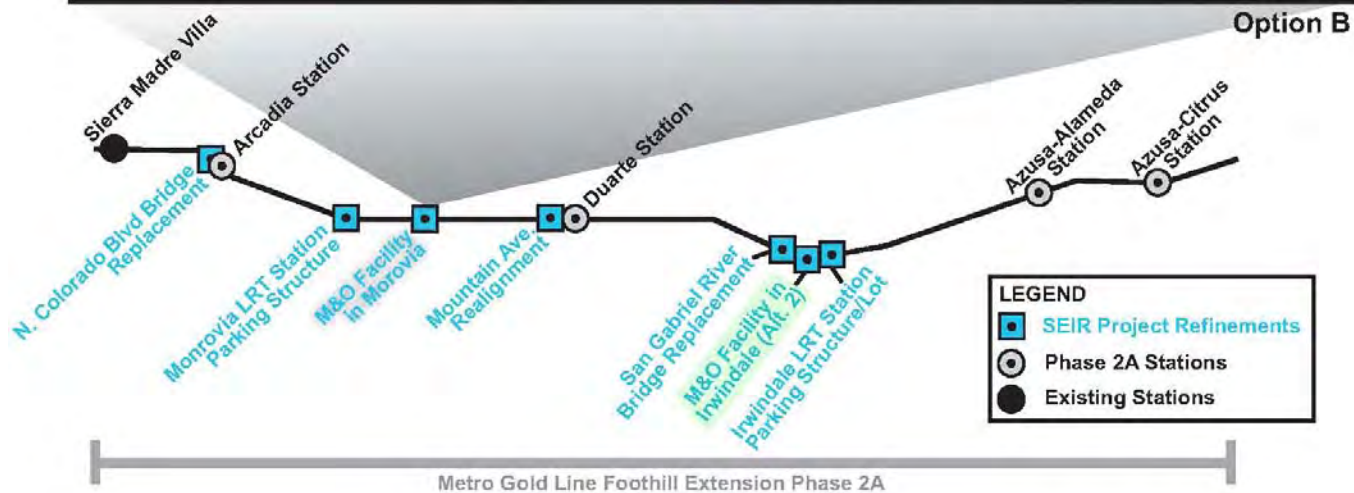 Option B
Sierra Madre Villa
Arcadia Station
N. Colorado Blvd Bridge
Replacement
Monrovia LRT Station
Parking Structure
M&O Facility
in Morovia
Mountain Ave.
Realignment
Duarte Station
San Gabriel River
Bridge Replacement
M&O Facility in
Irwindale (Alt. 2)
Irwindale LRT Station
Parking Structure/Lot
Azusa-Alameda
Station
Azusa-Citrus
Station
LEGEND
SEIR Project Refinements
Phase 2A Stations
Existing Stations
Metro Gold Line Foothill Extension Phase 2A